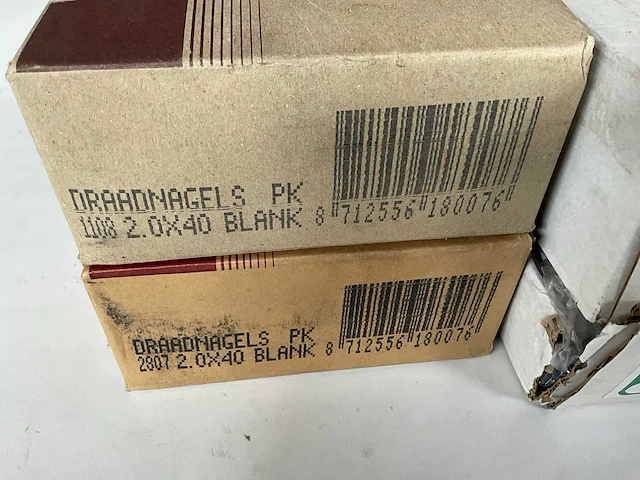 DRAADNAGELS PK
1108 2.0X40 BLANK
8 712556 180076
DRAADNAGELS PK
2807 2.0X40 BLANK
8 712556 180076